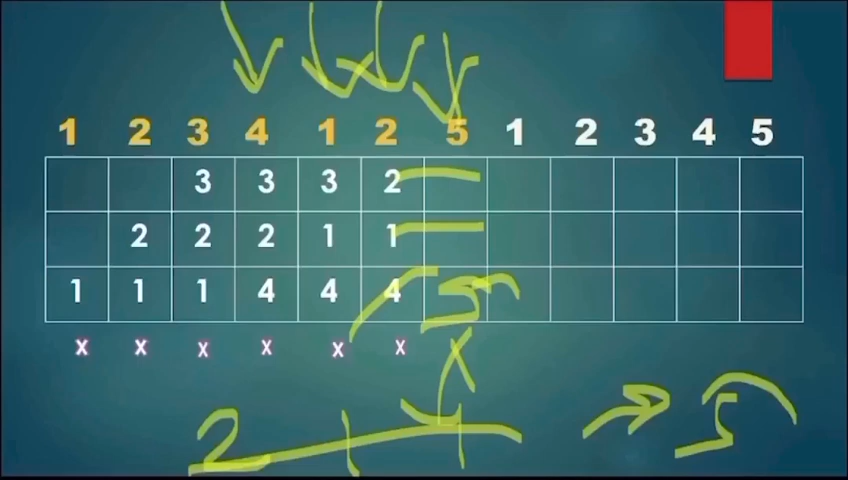 1 2 3 4 1 2 5 1 2 3 4 5
3 3 3 2
2 2 2 1 1
1 1 1 4 4 4 5
x x x x x x x
2 1 4 → 5